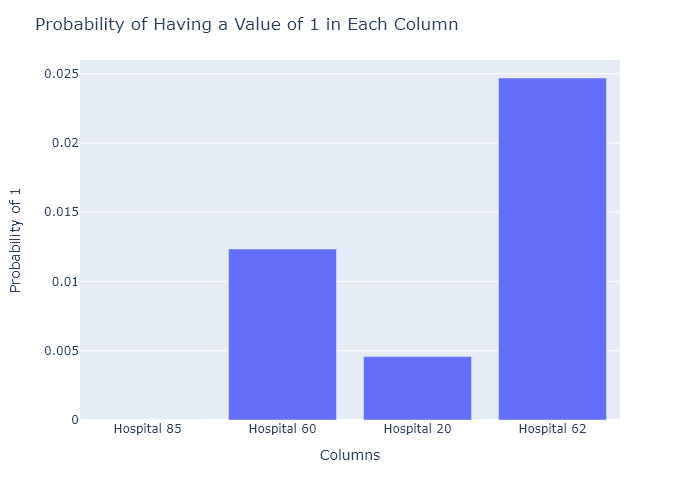 Probability of Having a Value of 1 in Each Column
Probability of 1
0.025
0.02
0.015
0.01
0.005
0
Hospital 85
Hospital 60
Hospital 20
Hospital 62
Columns